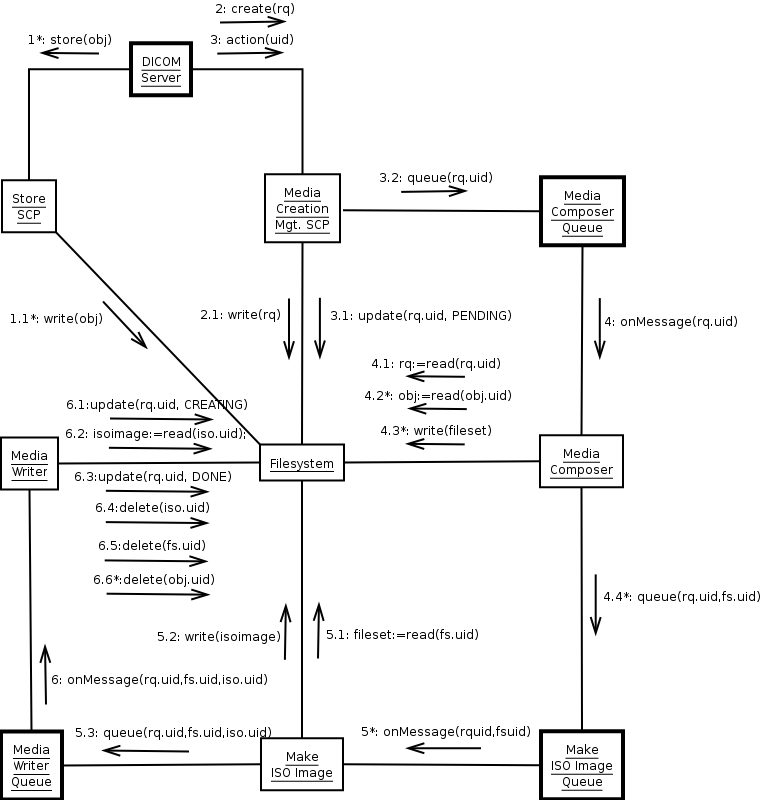 2: create(rq)
1*: store(obj)
3: action(uid)
DICOM
Server
3.2: queue(rq.uid)
Store
SCP
Media
Creation
Mgt. SCP
Media
Composer
Queue
1.1*: write(obj)
2.1: write(rq)
3.1: update(rq.uid, PENDING)
4: onMessage(rq.uid)
4.1: rq:=read(rq.uid)
4.2*: obj:=read(obj.uid)
6.1:update(rq.uid, CREATING)
6.2: isoimage:=read(iso.uid);
4.3*: write(fileset)
Media
Writer
Filesystem
Media
Composer
6.3:update(rq.uid, DONE)
6.4:delete(iso.uid)
6.5:delete(fs.uid)
6.6*:delete(obj.uid)
4.4*: queue(rq.uid,fs.uid)
5.2: write(isoimage)
5.1: fileset:=read(fs.uid)
6: onMessage(rq.uid,fs.uid,iso.uid)
5.3: queue(rq.uid,fs.uid,iso.uid)
5*: onMessage(rquid,fsuid)
Media
Writer
Queue
Make
ISO Image
Make
ISO Image
Queue